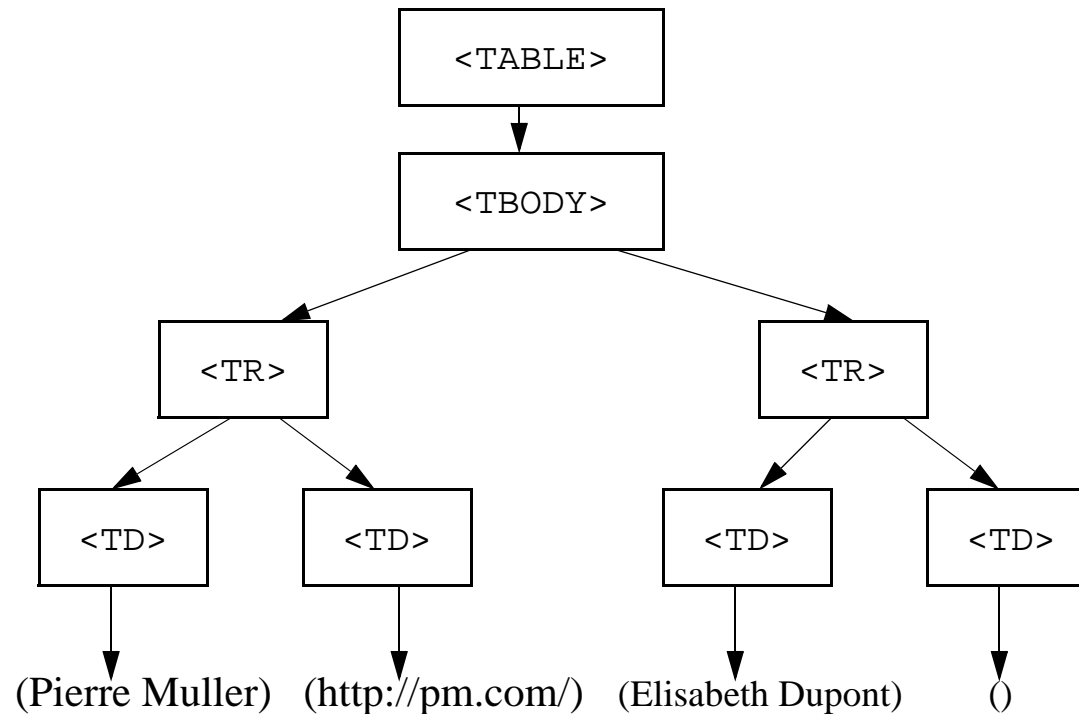 <TABLE>
<TBODY>
<TR> <TR>
<TD> <TD> <TD> <TD>
(Pierre Muller) (http://pm.com/) (Elisabeth Dupont) ()